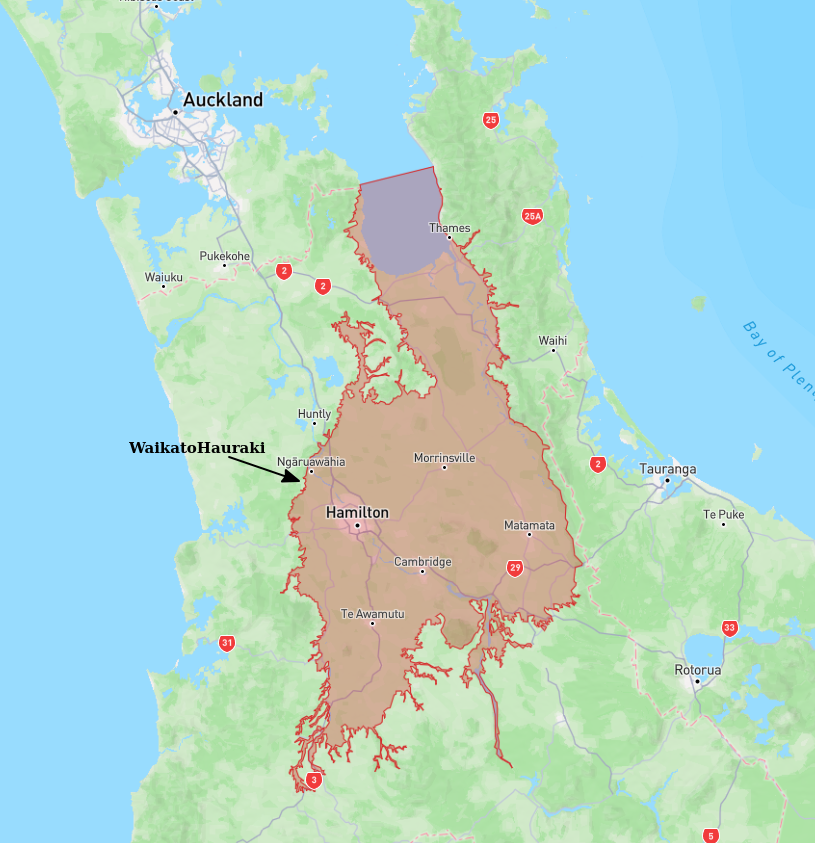 Auckland
25
25A
Thames
Pukekohe
2
2
Waiuku
Waihi
Bay of Plen
Huntly
WaikatoHauraki
Ngāruawāhia
Morrinsville
2
Tauranga
Hamilton
Te Puke
Matamata
Cambridge
29
Te Awamutu
33
31
Rotorua
3
5